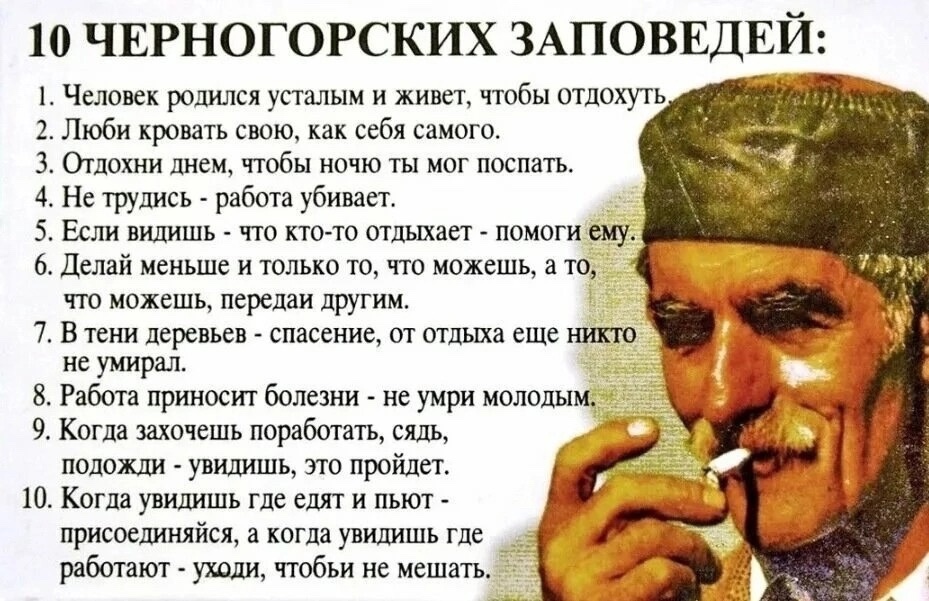 10 ЧЕРНОГОРСКИХ ЗАПОВЕДЕЙ:
1. Человек родился усталым и живет, чтобы отдохуть.
2. Люби кровать свою, как себя самого.
3. Отдохни днем, чтобы ночю ты мог поспать.
4. Не трудись - работа убивает.
5. Если видишь - что кто-то отдыхает - помоги ему.
6. Делай меньше и только то, что можешь, а то,
что можешь, передаи другим.
7. В тени деревьев - спасение, от отдыха еще никто
не умирал.
8. Работа приносит болезни - не умри молодым.
9. Когда захочешь поработать, сядь,
подожди - увидишь, это пройдет.
10. Когда увидишь где едят и пьют -
присоединяйся, а когда увидишь где
работают - уходи, чтобьи не мешать.